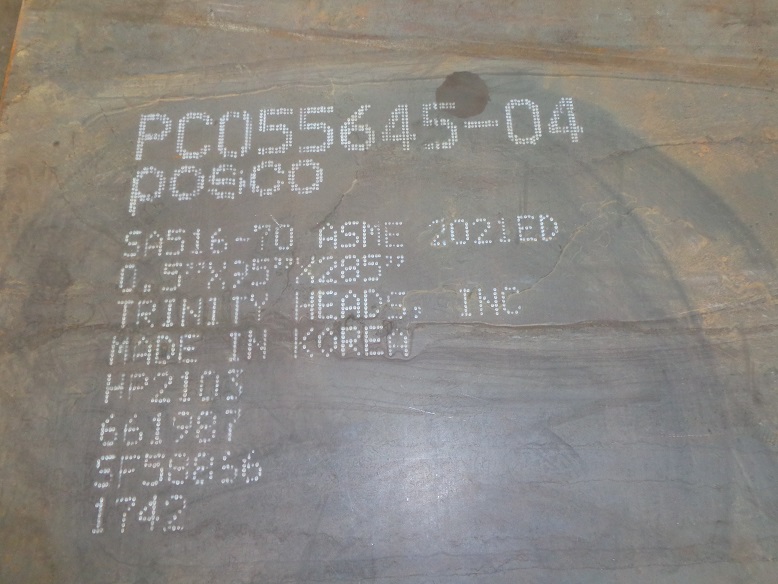 PC055645-04
posco
SA516-70 ASME 2021ED
0.5"X95"X285"
TRINITY HEADS, INC
MADE IN KOREA
HP2103
661987
SF58856
1742